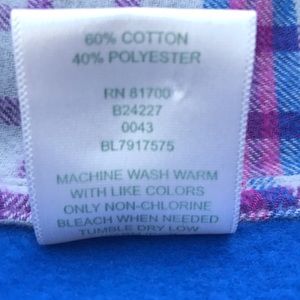 60% COTTON
40% POLYESTER
RN 81700
B24227
0043
BL7917575
MACHINE WASH WARM
WITH LIKE COLORS
ONLY NON-CHLORINE
BLEACH WHEN NEEDED
TUMBLE DRY LOW